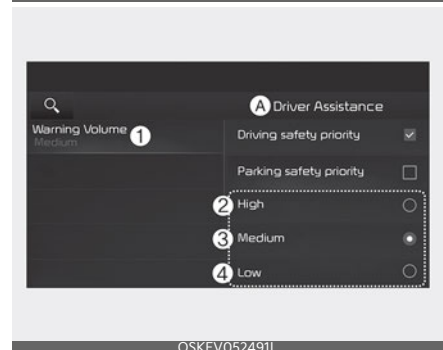 A Driver Assistance
Warning Volume 1
Medium
Driving safety priority
Parking safety priority
2 High
3 Medium
4 Low
OSKEV052491L